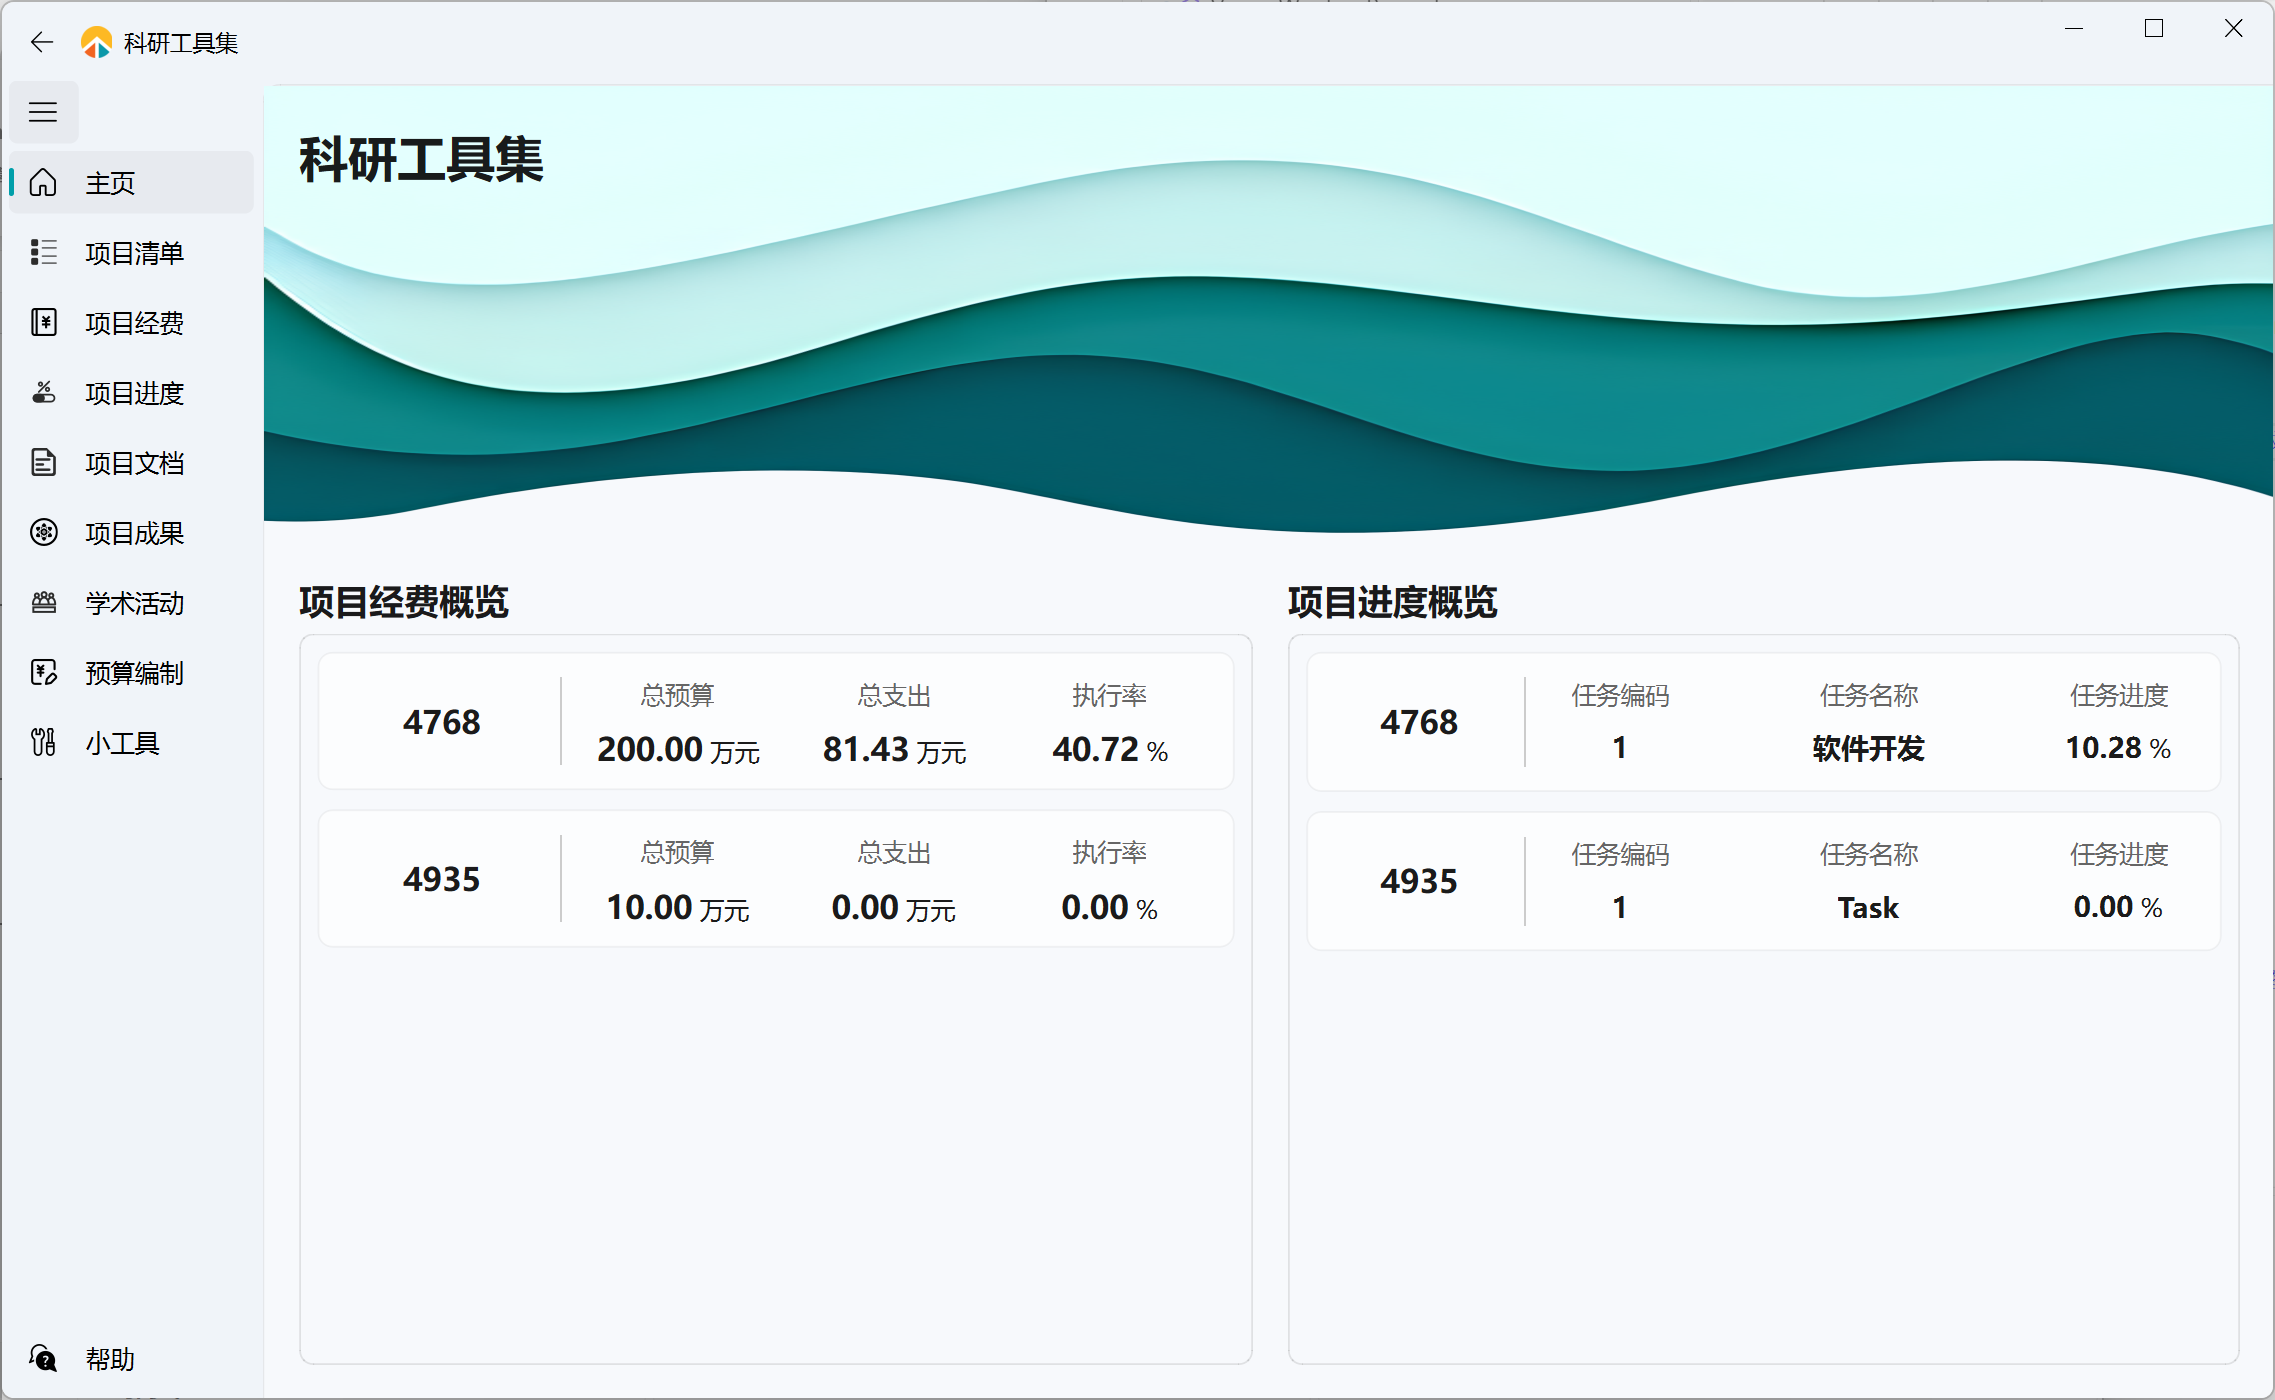 科研工具集
主页
项目清单
项目经费
项目进度
项目文档
项目成果
学术活动
预算编制
小工具
帮助
科研工具集
项目经费概览
4768
总预算 总支出 执行率
200.00 万元 81.43 万元 40.72 %
4935
总预算 总支出 执行率
10.00 万元 0.00 万元 0.00 %
项目进度概览
4768
任务编码 任务名称 任务进度
1 软件开发 10.28 %
4935
任务编码 任务名称 任务进度
1 Task 0.00 %